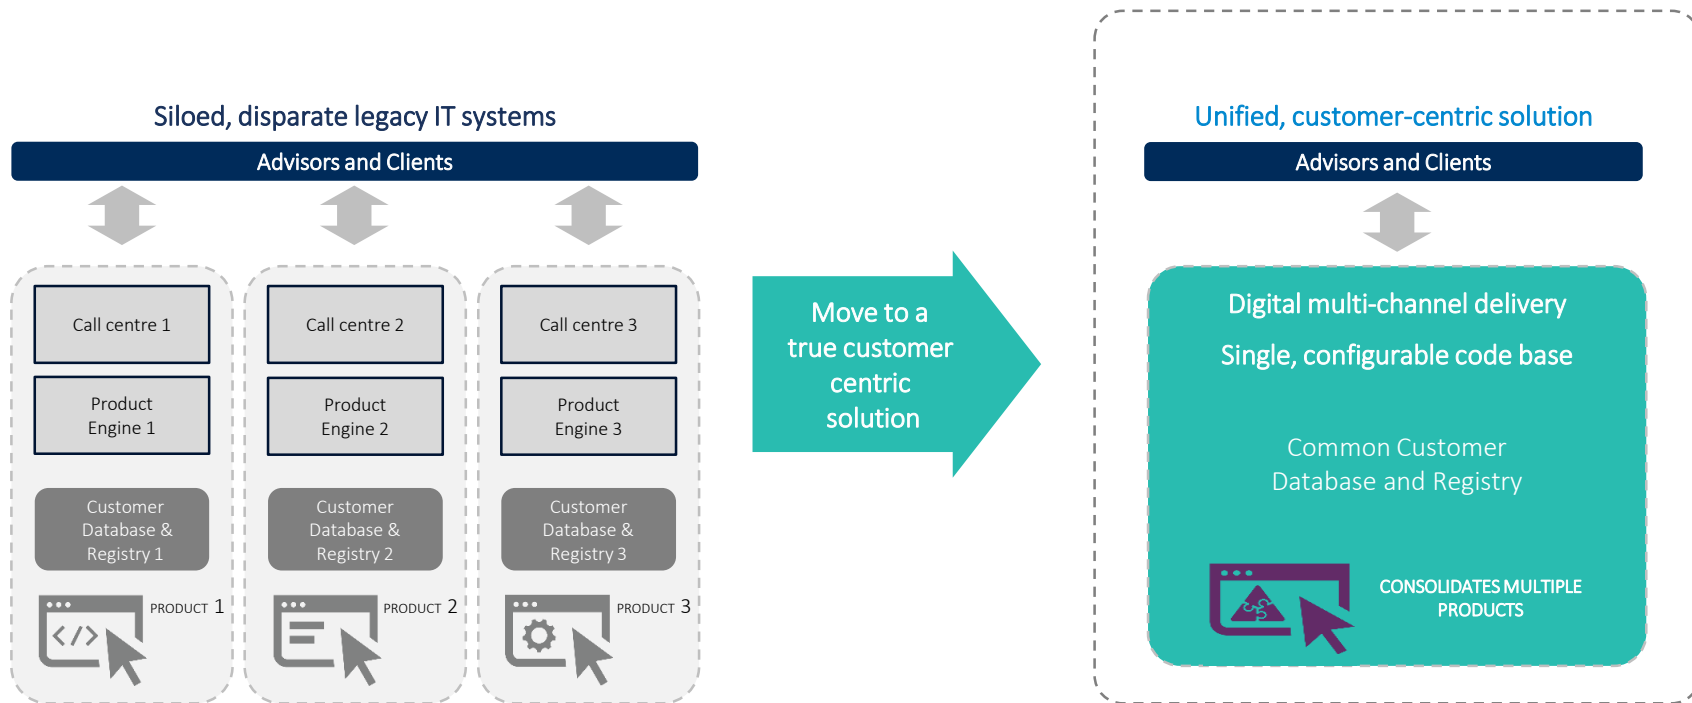 Siloed, disparate legacy IT systems
Advisors and Clients
Call centre 1
Product
Engine 1
Customer
Database &
Registry 1
</>
PRODUCT 1
Call centre 2
Product
Engine 2
Customer
Database &
Registry 2
PRODUCT 2
Call centre 3
Product
Engine 3
Customer
Database &
Registry 3
PRODUCT 3
Move to a
true customer
centric
solution
Unified, customer-centric solution
Advisors and Clients
Digital multi-channel delivery
Single, configurable code base
Common Customer
Database and Registry
CONSOLIDATES MULTIPLE
PRODUCTS